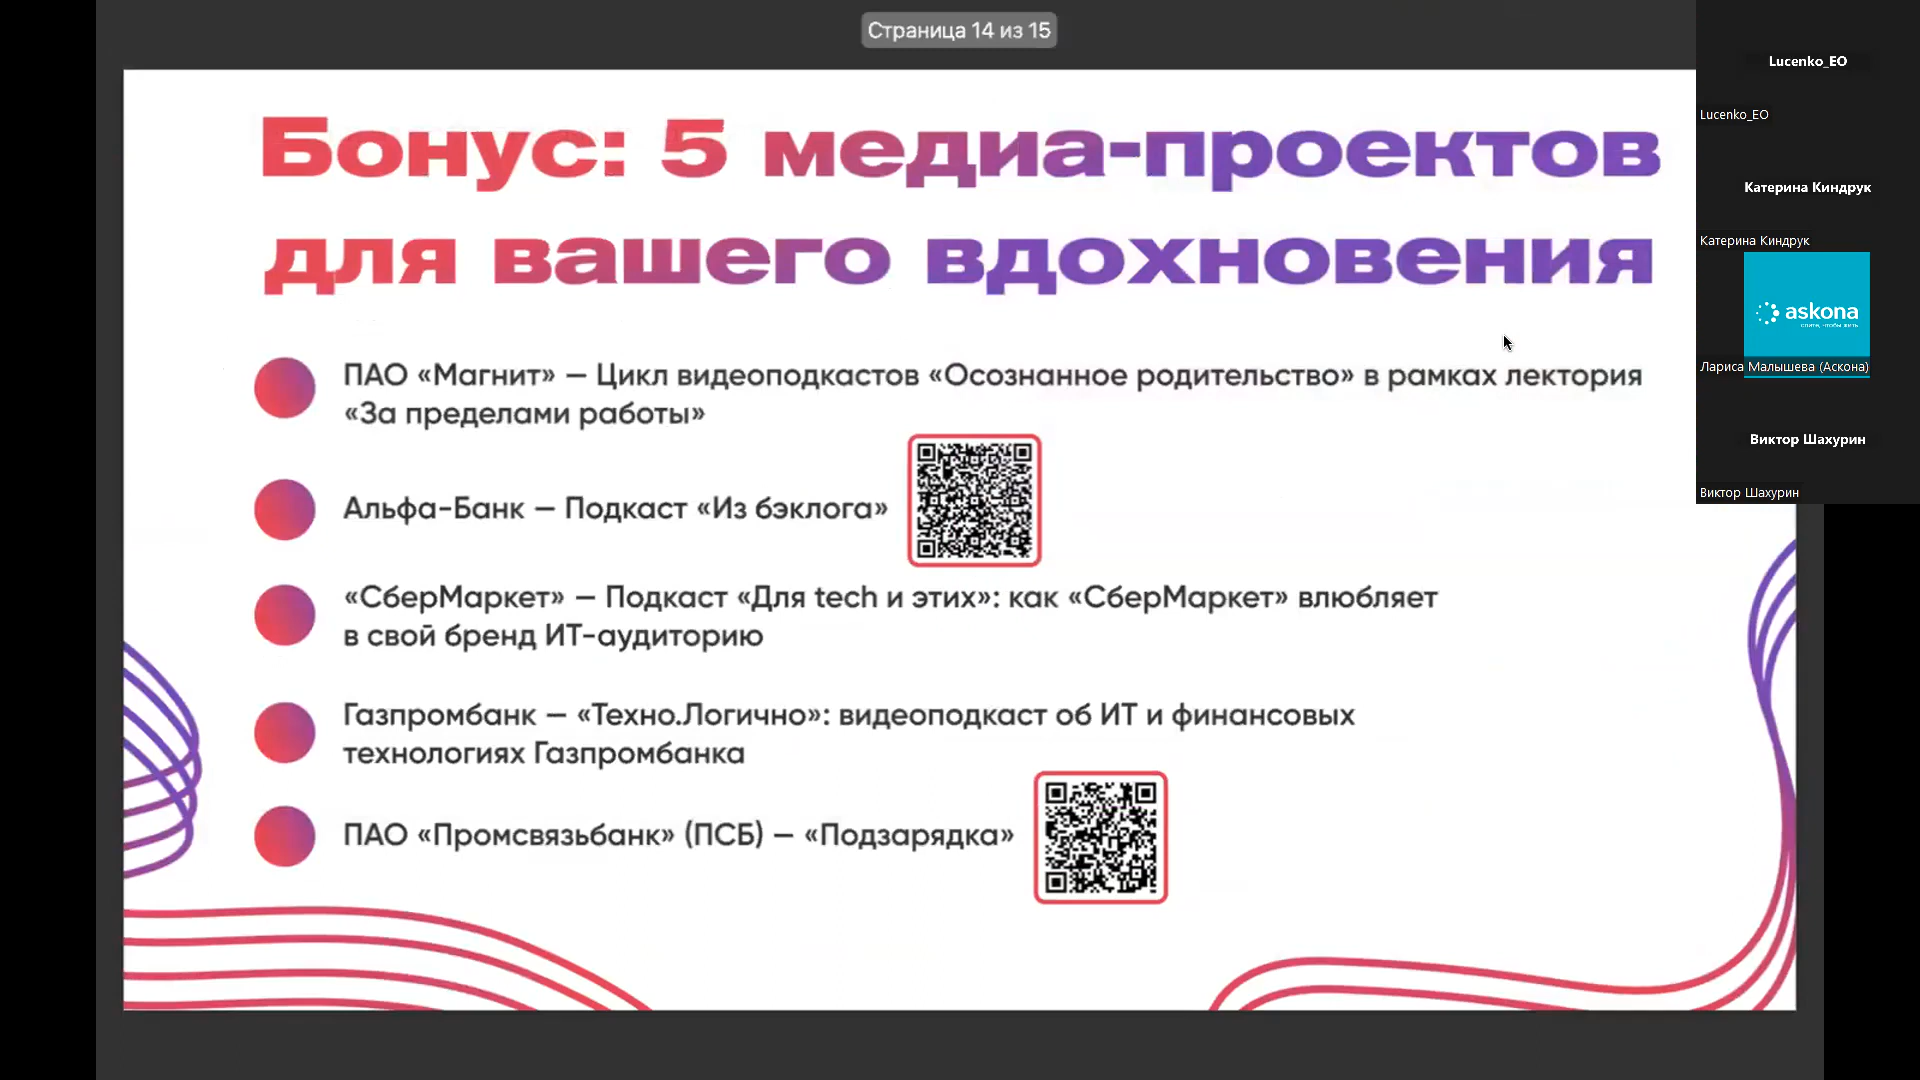 Страница 14 из 15
Бонус: 5 медиа-проектов
для вашего вдохновения
ПАО «Магнит» — Цикл видеоподкастов «Осознанное родительство» в рамках лектория
«За пределами работы»
Альфа-Банк — Подкаст «Из бэклога»
«СберМаркет» — Подкаст «Для tech и этих»: как «СберМаркет» влюбляет
в свой бренд ИТ-аудиторию
Газпромбанк — «Техно.Логично»: видеоподкаст об ИТ и финансовых
технологиях Газпромбанка
ПАО «Промсвязьбанк» (ПСБ) — «Подзарядка»
Lucenko_EO
Lucenko_EO
Катерина Киндрук
Катерина Киндрук
askona
спите, чтобы жить
Лариса Малышева (Аскона)
Виктор Шахурин
Виктор Шахурин